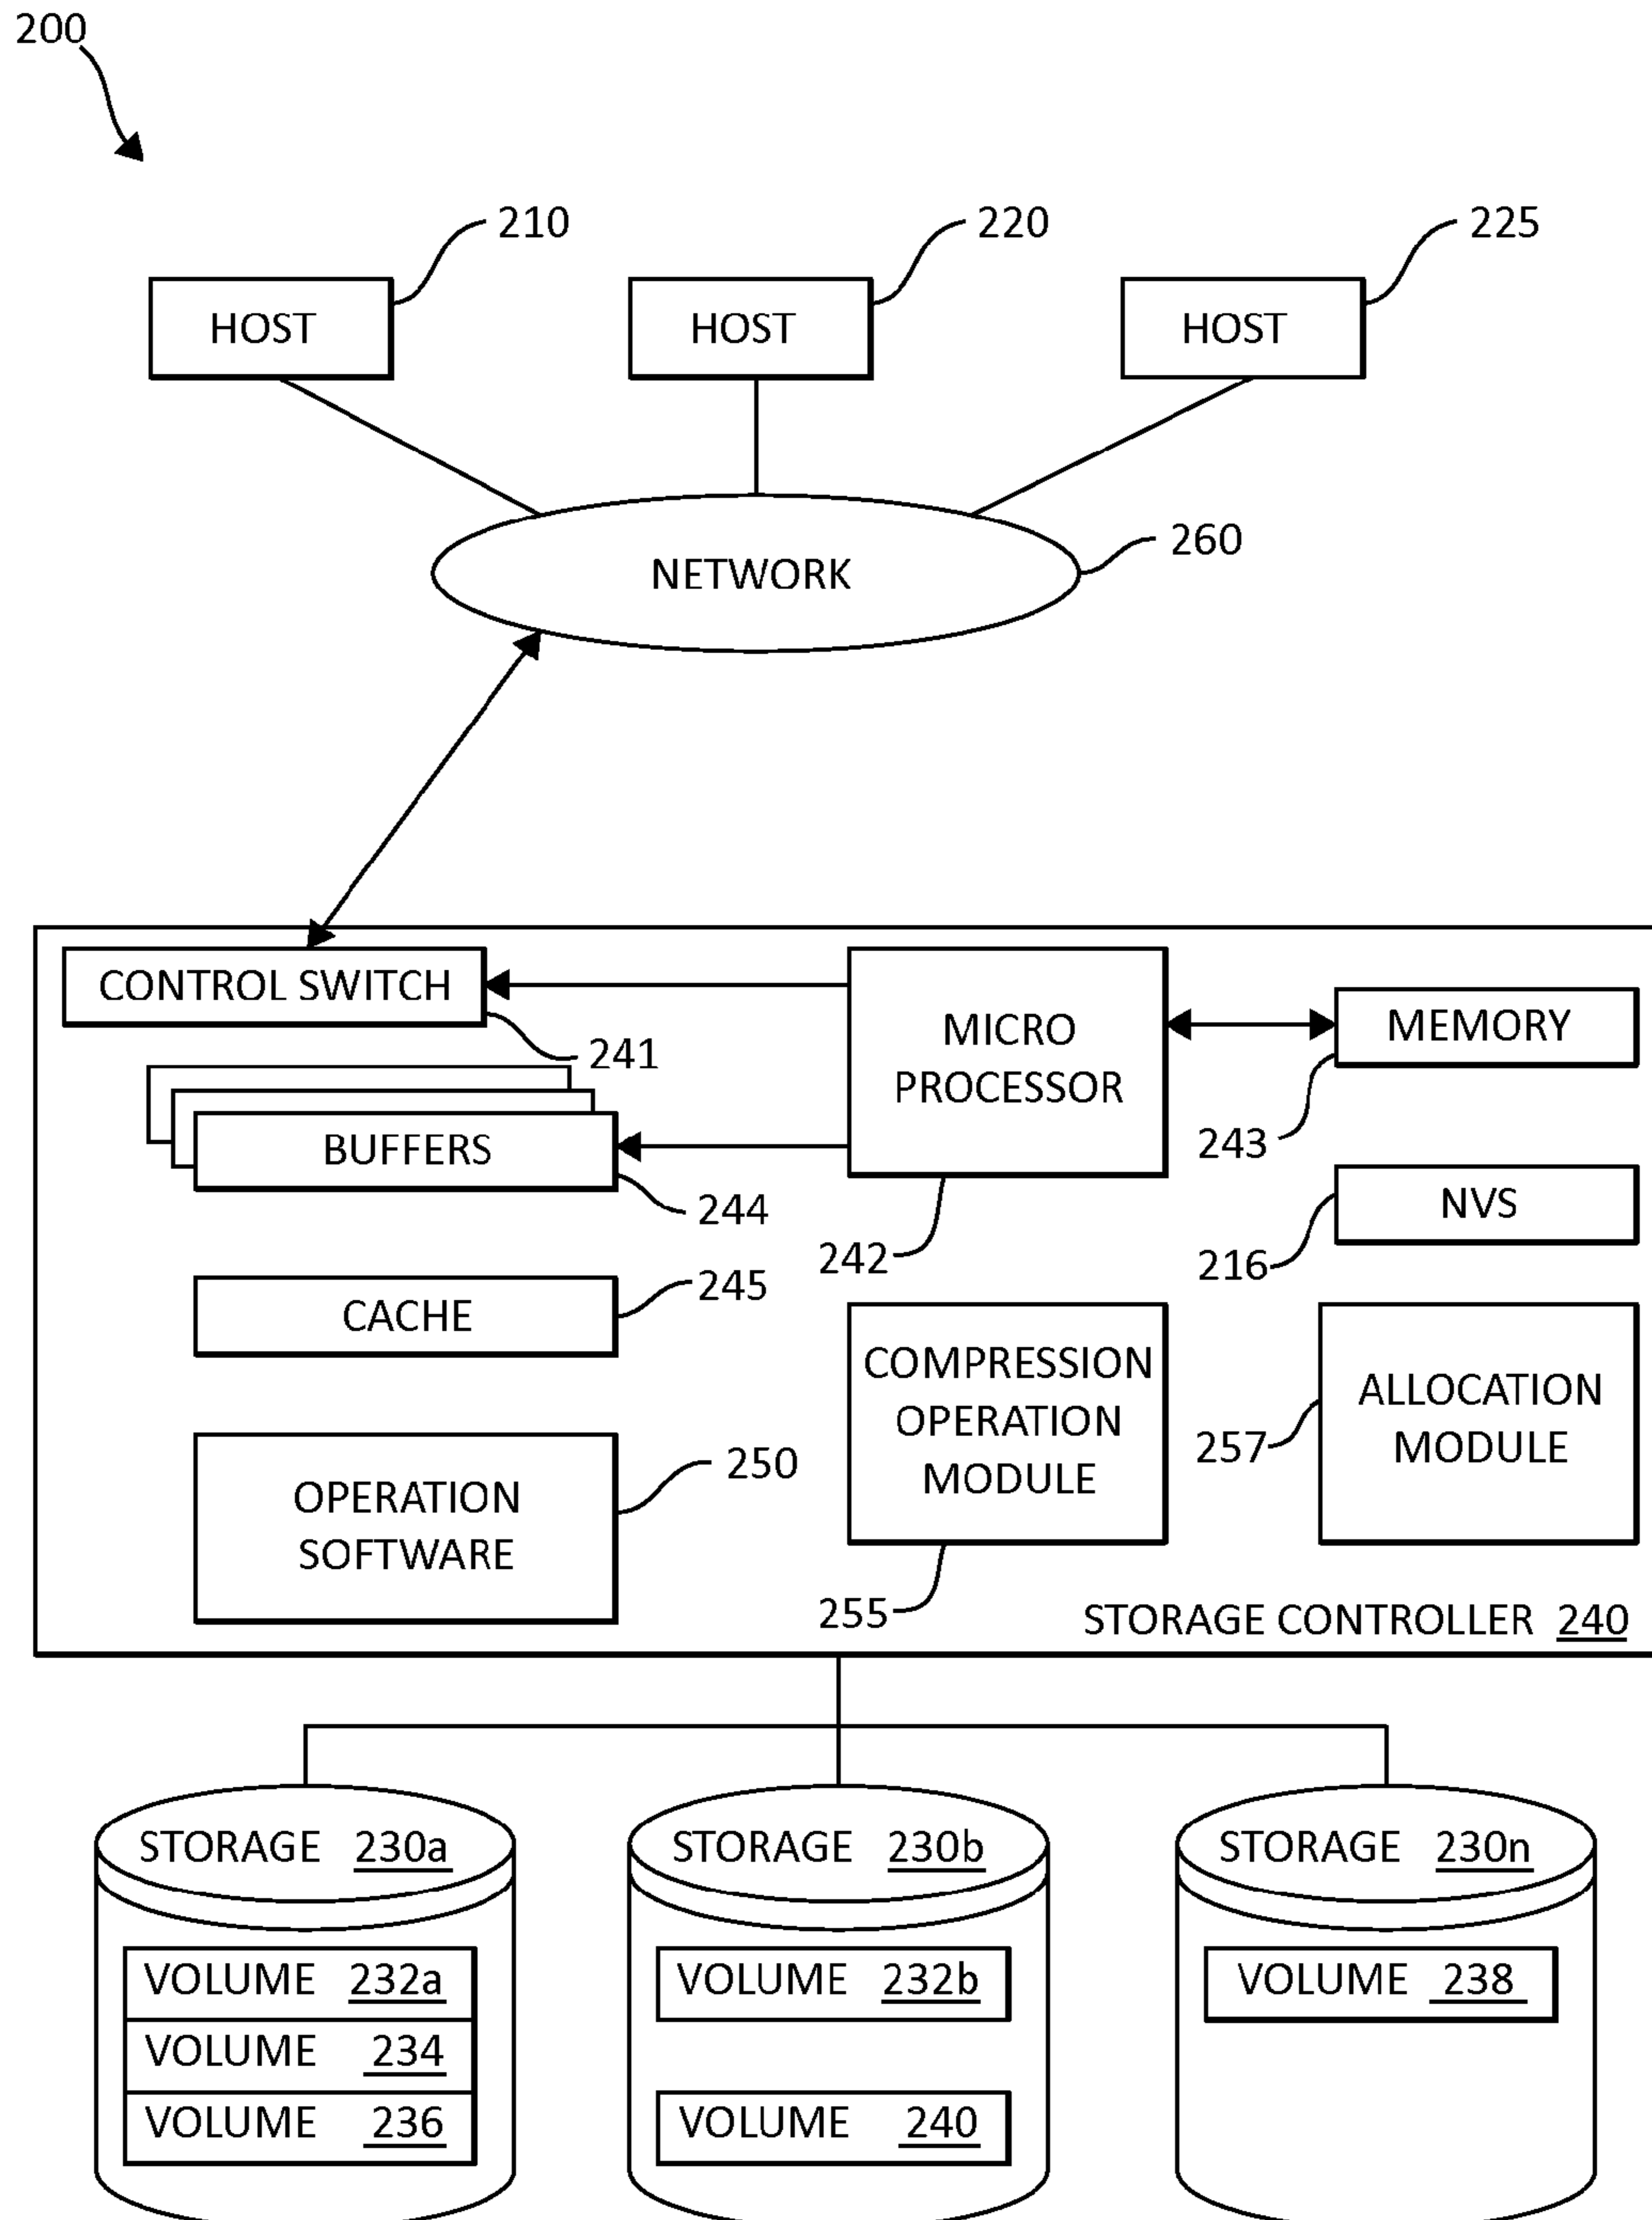 200
210
220
225
HOST
HOST
HOST
260
NETWORK
CONTROL SWITCH
241
MICRO
PROCESSOR
242
MEMORY
243
BUFFERS
244
NVS
216
CACHE
245
COMPRESSION
OPERATION
MODULE
255
ALLOCATION
MODULE
257
OPERATION
SOFTWARE
250
STORAGE CONTROLLER 240
STORAGE 230a
VOLUME 232a
VOLUME 234
VOLUME 236
STORAGE 230b
VOLUME 232b
VOLUME 240
STORAGE 230n
VOLUME 238